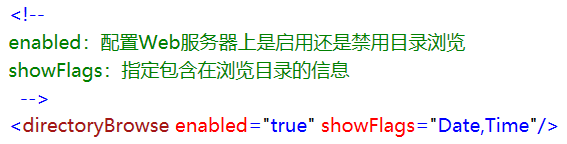 <!--
enabled：配置Web服务器上是启用还是禁用目录浏览
showFlags：指定包含在浏览目录的信息
-->
<directoryBrowse enabled="true" showFlags="Date,Time"/>